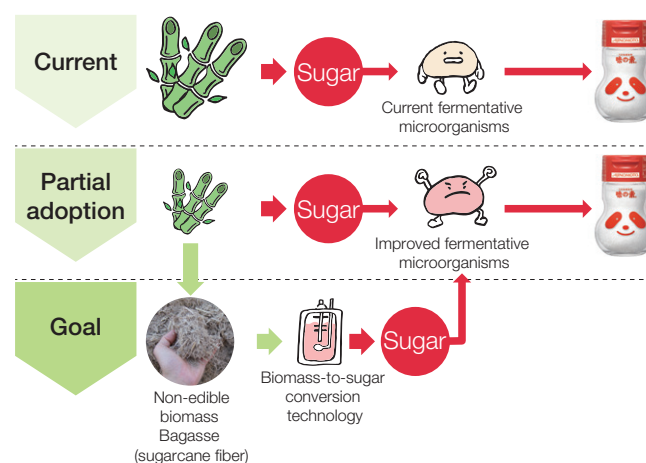 Current
Sugar
Current fermentative
microorganisms
Partial
adoption
Sugar
Improved fermentative
microorganisms
Goal
Sugar
Non-edible
biomass
Bagasse
(sugarcane fiber)
Biomass-to-sugar
conversion
technology